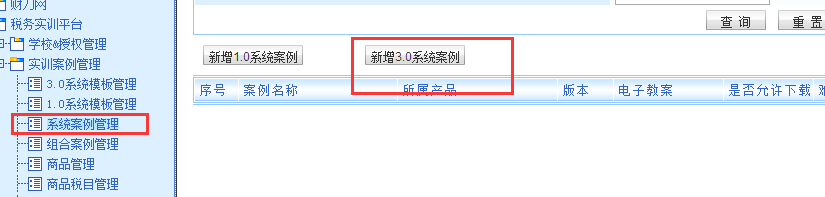 税务实训平台
学校&授权管理
实训案例管理
3.0系统模板管理
1.0系统模板管理
系统案例管理
组合案例管理
商品管理
商品税目管理
查 询
重 置
新增1.0系统案例
新增3.0系统案例
序号 案例名称 所属产品 版本 电子教案 是否允许下载